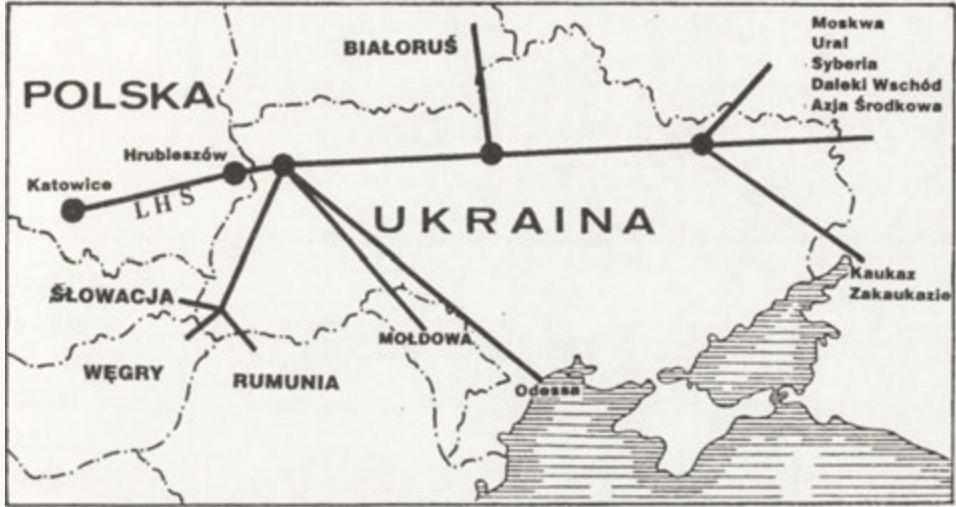 Moskwa
Ural
Syberia
Daleki Wschód
Azja Środkowa
BIAŁORUŚ
POLSKA
Hrubleszów
Katowice
LHS
UKRAINA
Kaukaz
Zakaukazie
SŁOWACJA
MOŁDOWA
WĘGRY
RUMUNIA
Odessa